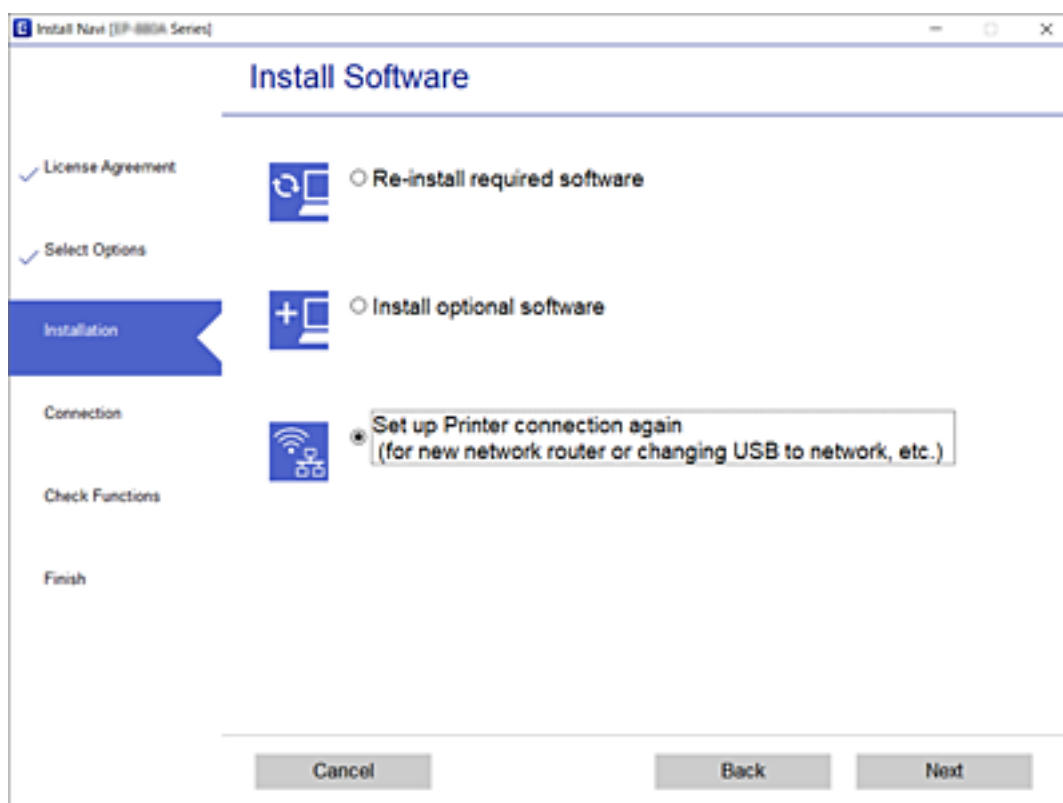 Install Navi [EP-880A Series]
Install Software
License Agreement
Select Options
Installation
Connection
Check Functions
Finish
Re-install required software
Install optional software
Set up Printer connection again
(for new network router or changing USB to network, etc.)
Cancel
Back
Next